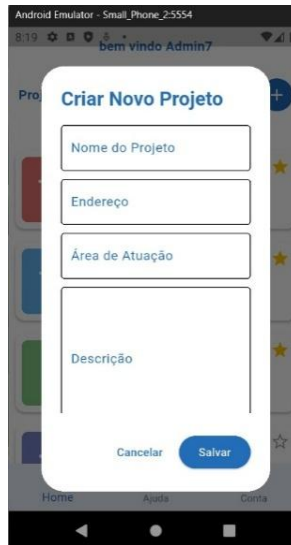 Android Emulator - Small_Phone_2:5554
8:19
bem vindo Admin7
Proj
Criar Novo Projeto
Nome do Projeto
Endereço
Área de Atuação
Descrição
Cancelar
Salvar
Home
Ajuda
Conta